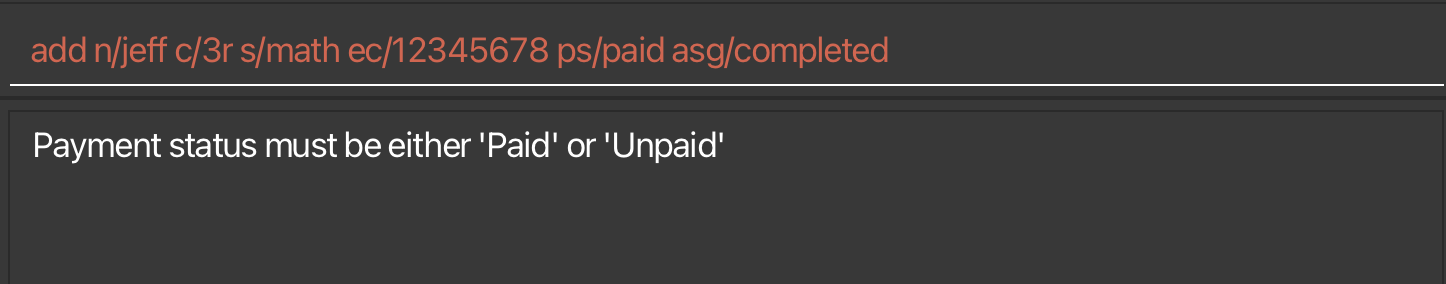 add n/jeff c/3r s/math ec/12345678 ps/paid asg/completed
Payment status must be either 'Paid' or 'Unpaid'